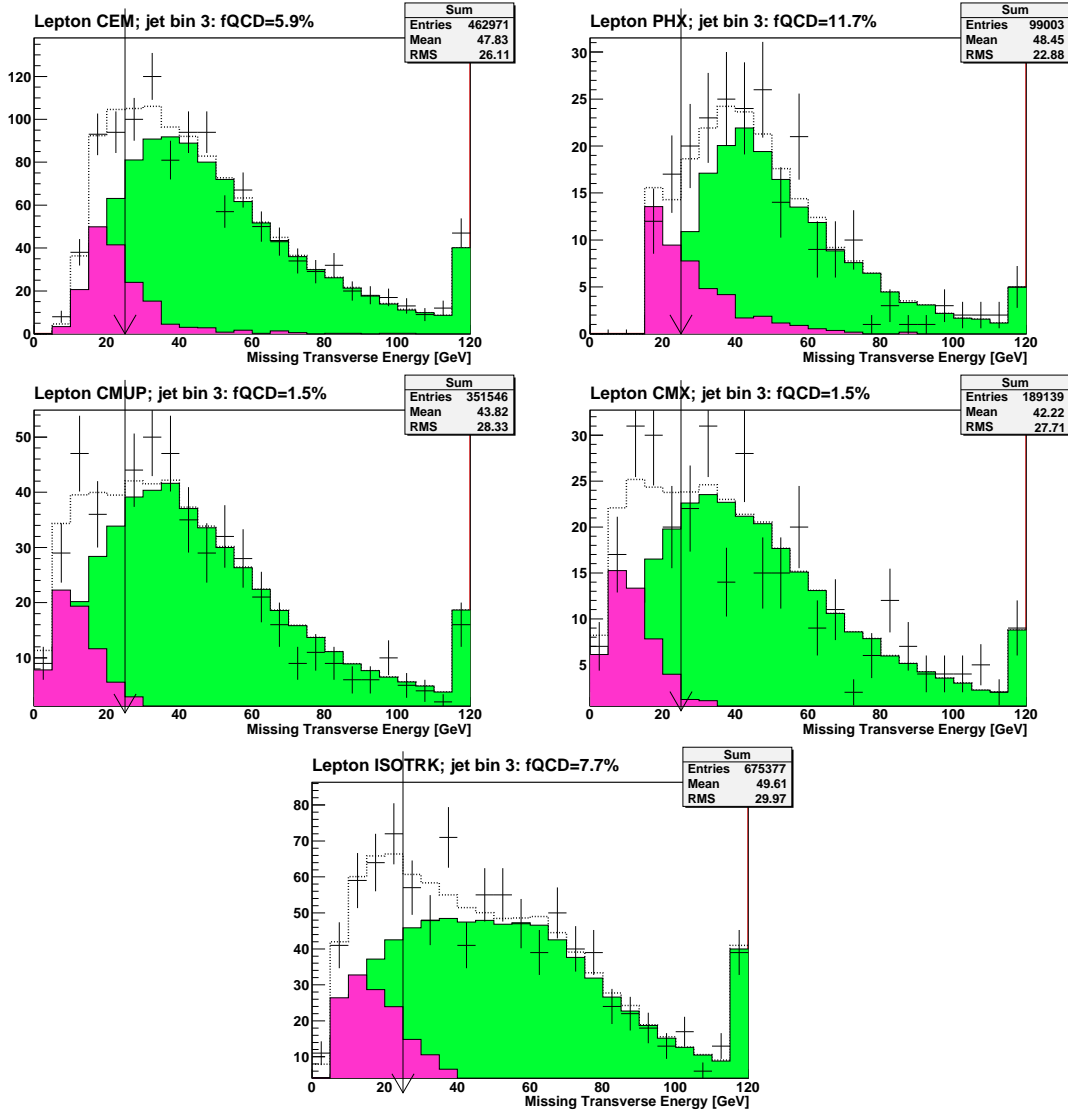 Lepton CEM; jet bin 3: fQCD=5.9%
Sum
Entries 462971
Mean 47.83
RMS 26.11
120
100
80
60
40
20
0
0 20 40 60 80 100 120
Missing Transverse Energy [GeV]
Lepton PHX; jet bin 3: fQCD=11.7%
Sum
Entries 99003
Mean 48.45
RMS 22.88
30
25
20
15
10
5
0
0 20 40 60 80 100 120
Missing Transverse Energy [GeV]
Lepton CMUP; jet bin 3: fQCD=1.5%
Sum
Entries 351546
Mean 43.82
RMS 28.33
50
40
30
20
10
0 20 40 60 80 100 120
Missing Transverse Energy [GeV]
Lepton CMX; jet bin 3: fQCD=1.5%
Sum
Entries 189139
Mean 42.22
RMS 27.71
30
25
20
15
10
5
0 20 40 60 80 100 120
Missing Transverse Energy [GeV]
Lepton ISOTRK; jet bin 3: fQCD=7.7%
Sum
Entries 675377
Mean 49.61
RMS 29.97
80
70
60
50
40
30
20
10
0 20 40 60 80 100 120
Missing Transverse Energy [GeV]